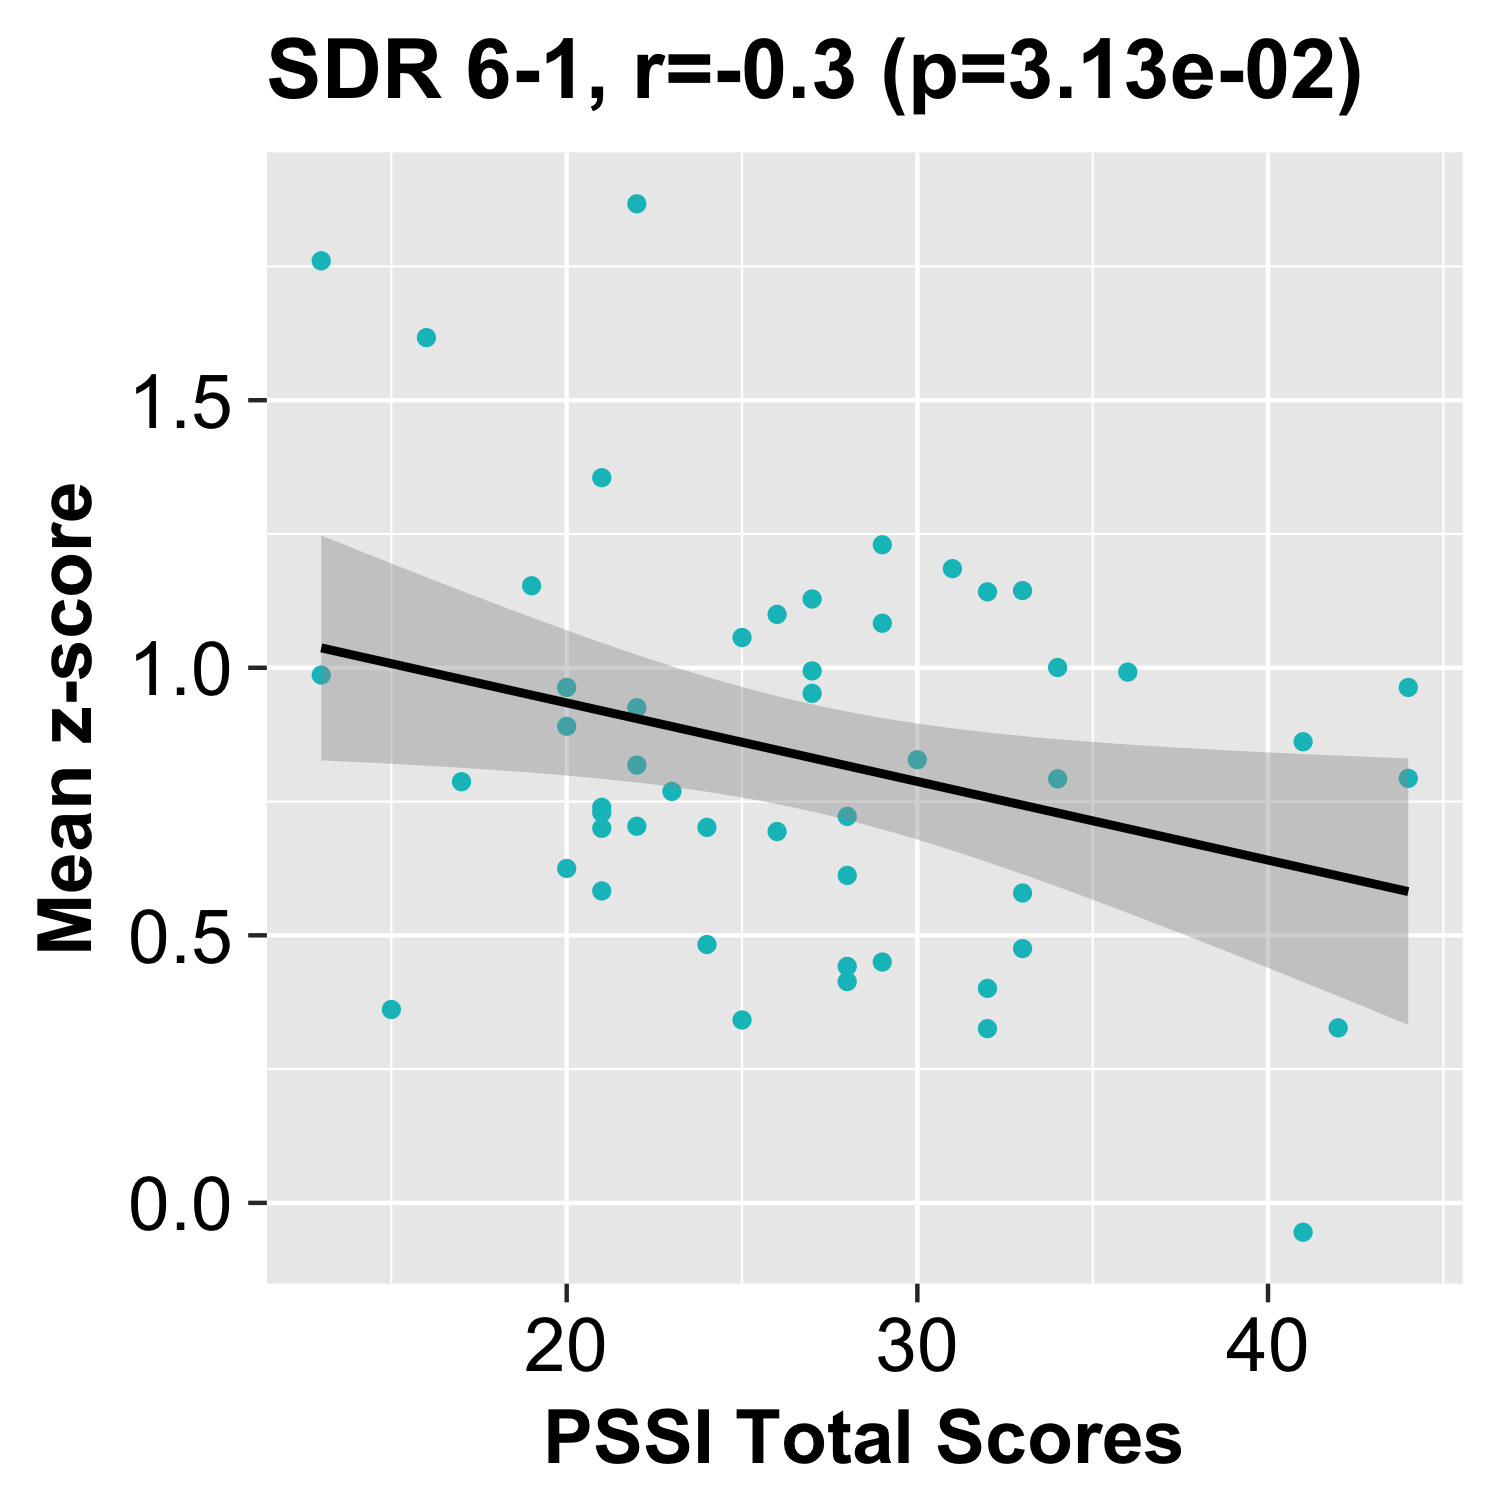 SDR 6-1, r=-0.3 (p=3.13e-02)
Mean z-score
1.5
1.0
0.5
0.0
20 30 40
PSSI Total Scores